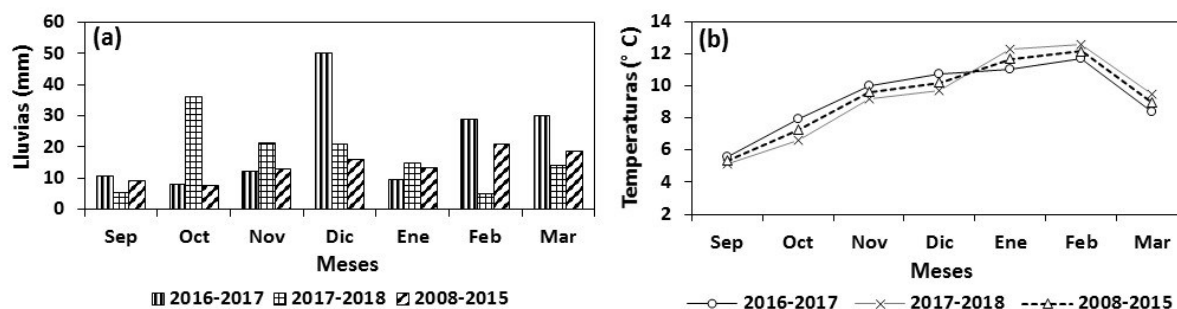 (a)
Lluvias (mm)
60
50
40
30
20
10
0
Sep Oct Nov Dic Ene Feb Mar
Meses
2016-2017 2017-2018 2008-2015
(b)
Temperaturas (° C)
14
12
10
8
6
4
2
Sep Oct Nov Dic Ene Feb Mar
Meses
2016-2017 2017-2018 2008-2015